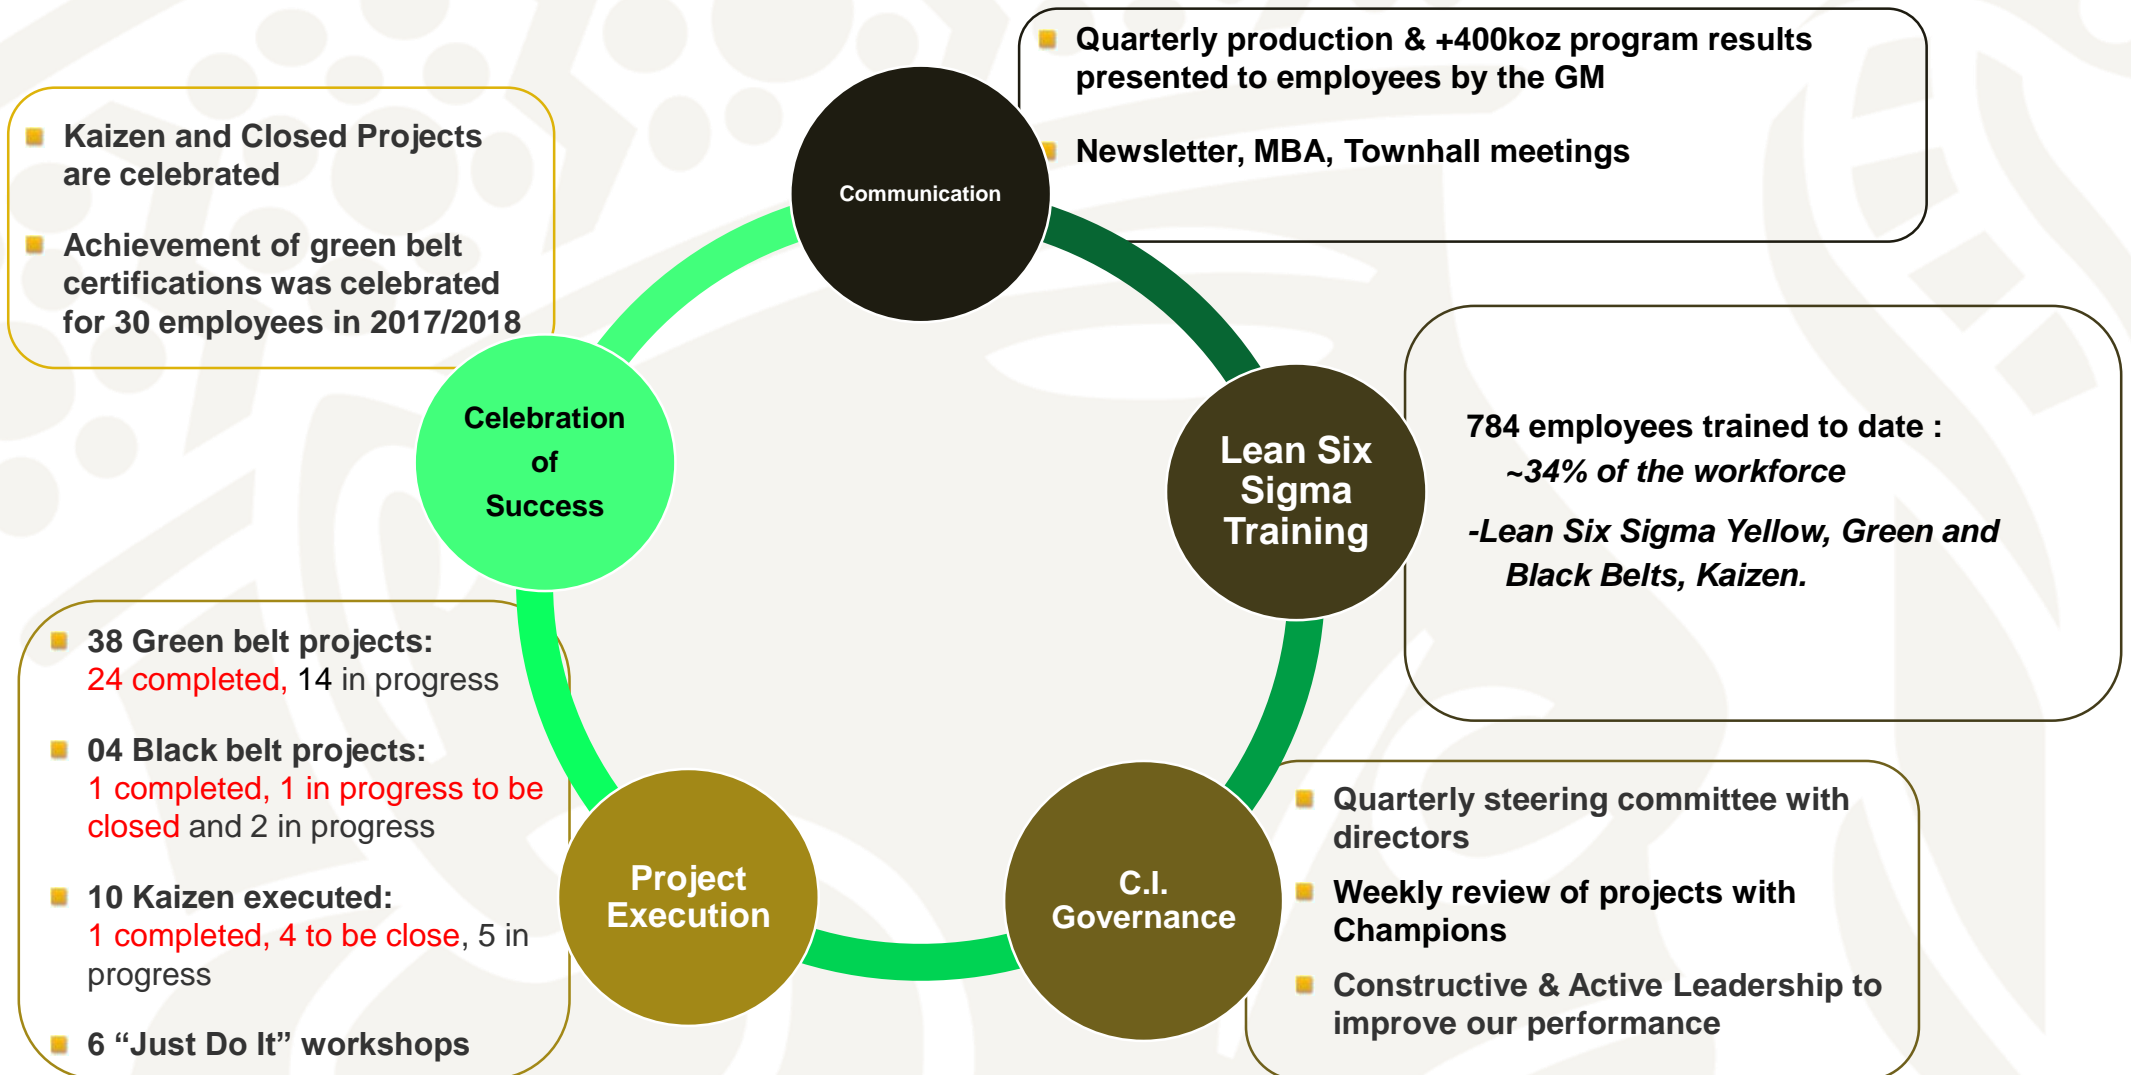 Quarterly production & +400koz program results
presented to employees by the GM
Newsletter, MBA, Townhall meetings
Communication
Kaizen and Closed Projects
are celebrated
Achievement of green belt
certifications was celebrated
for 30 employees in 2017/2018
Celebration
of
Success
Lean Six
Sigma
Training
784 employees trained to date :
~34% of the workforce
-Lean Six Sigma Yellow, Green and
Black Belts, Kaizen.
38 Green belt projects:
24 completed, 14 in progress
04 Black belt projects:
1 completed, 1 in progress to be
closed and 2 in progress
10 Kaizen executed:
1 completed, 4 to be close, 5 in
progress
6 “Just Do It” workshops
Project
Execution
C.I.
Governance
Quarterly steering committee with
directors
Weekly review of projects with
Champions
Constructive & Active Leadership to
improve our performance